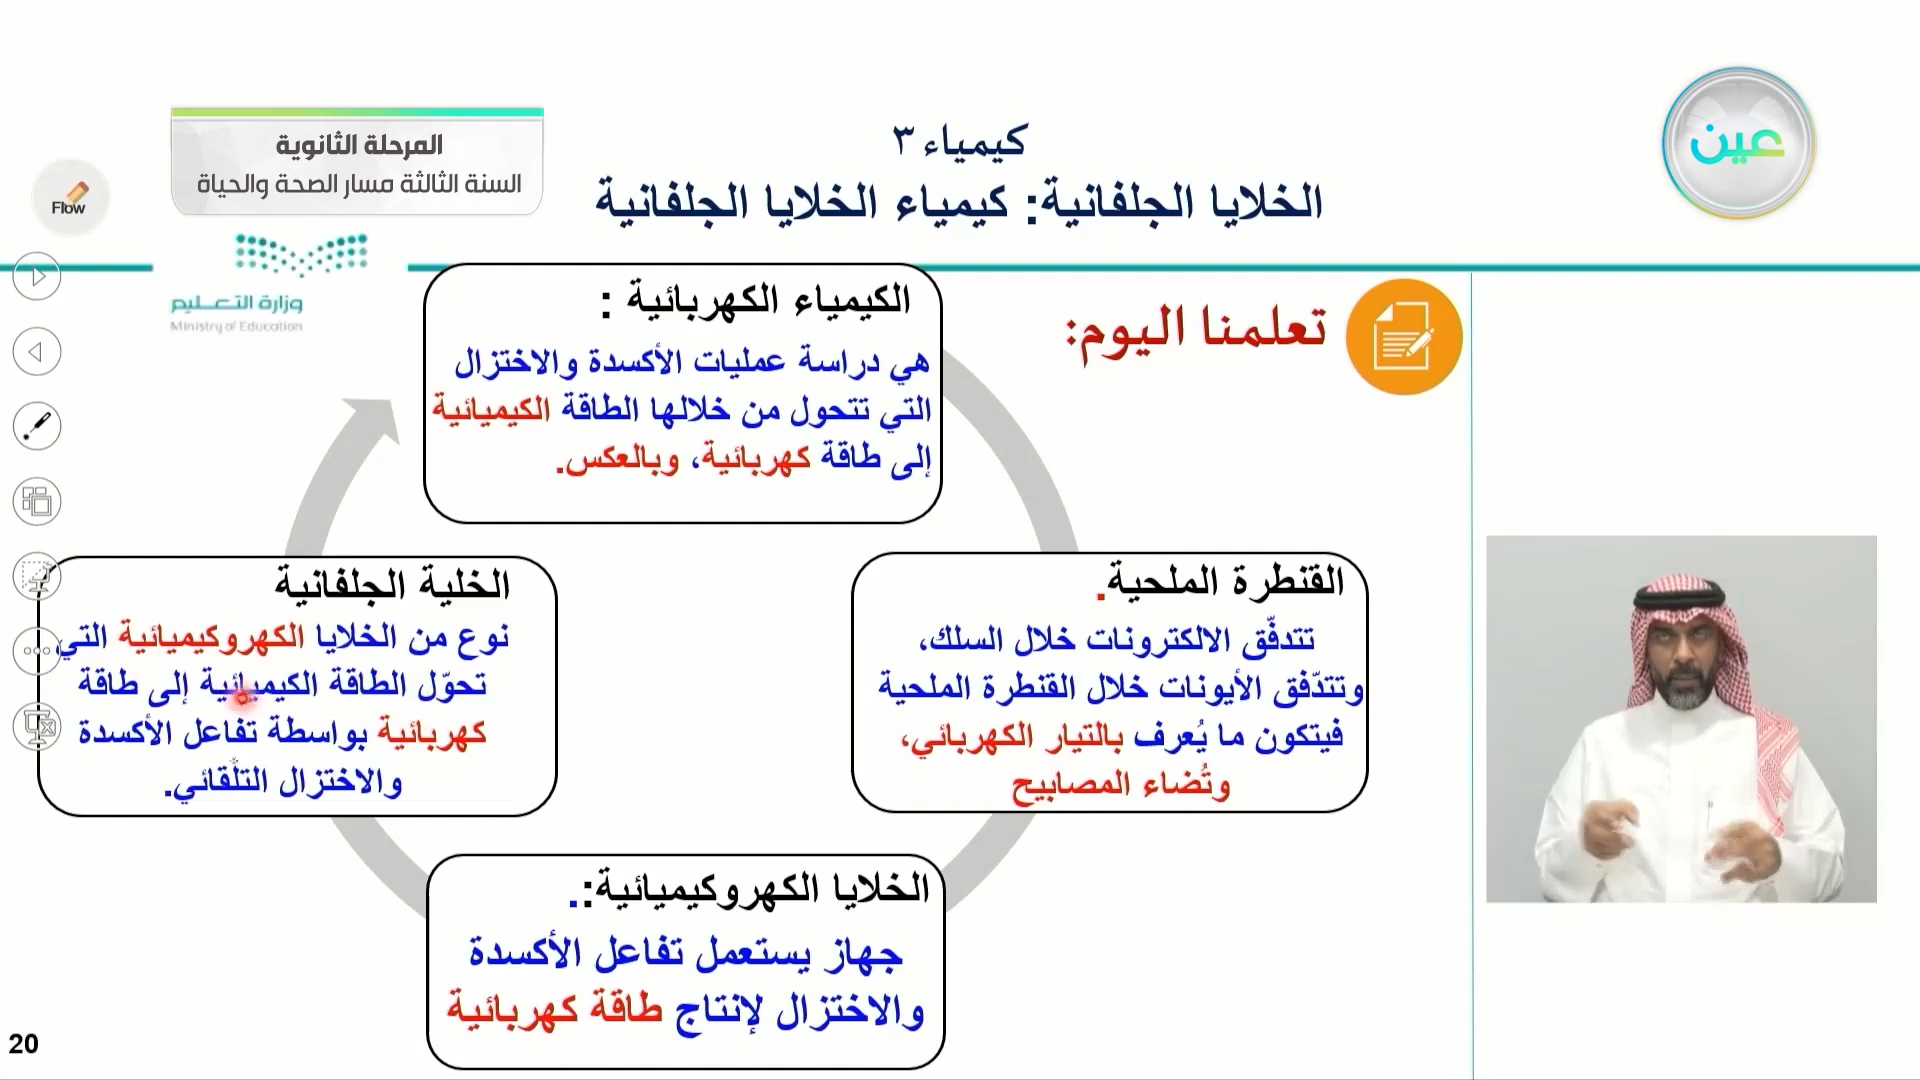 عين
كيمياء ٣
الخلايا الجلفانية: كيمياء الخلايا الجلفانية
المرحلة الثانوية
السنة الثالثة مسار الصحة والحياة
Flow
وزارة التعـــليم
Ministry of Education
تعلمنا اليوم:
الكيمياء الكهربائية :
هي دراسة عمليات الأكسدة والاختزال
التي تتحول من خلالها الطاقة الكيميائية
إلى طاقة كهربائية، وبالعكس.
القنطرة الملحية.
تتدفّق الالكترونات خلال السلك،
وتتدّفق الأيونات خلال القنطرة الملحية
فيتكون ما يُعرف بالتيار الكهربائي،
وتُضاء المصابيح
الخلايا الكهروكيميائية:.
جهاز يستعمل تفاعل الأكسدة
والاختزال لإنتاج طاقة كهربائية
الخلية الجلفانية
نوع من الخلايا الكهروكيميائية التي
تحوّل الطاقة الكيميائية إلى طاقة
كهربائية بواسطة تفاعل الأكسدة
والاختزال التلقائي.
20